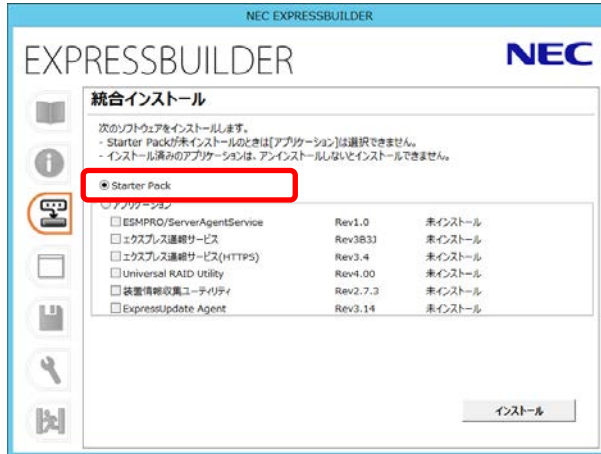 NEC EXPRESSBUILDER
EXPRESSBUILDER
NEC
統合インストール
次のソフトウェアをインストールします。
- Starter Packが未インストールのときは[アプリケーション]は選択できません。
- インストール済みのアプリケーションは、アンインストールしないとインストールできません。
Starter Pack
アプリケーション
ESMPRO/ServerAgentService Rev1.0 未インストール
エクスプレス通報サービス Rev3B3J 未インストール
エクスプレス通報サービス(HTTPS) Rev3.4 未インストール
Universal RAID Utility Rev4.00 未インストール
装置情報収集ユーティリティ Rev2.7.3 未インストール
ExpressUpdate Agent Rev3.14 未インストール
インストール